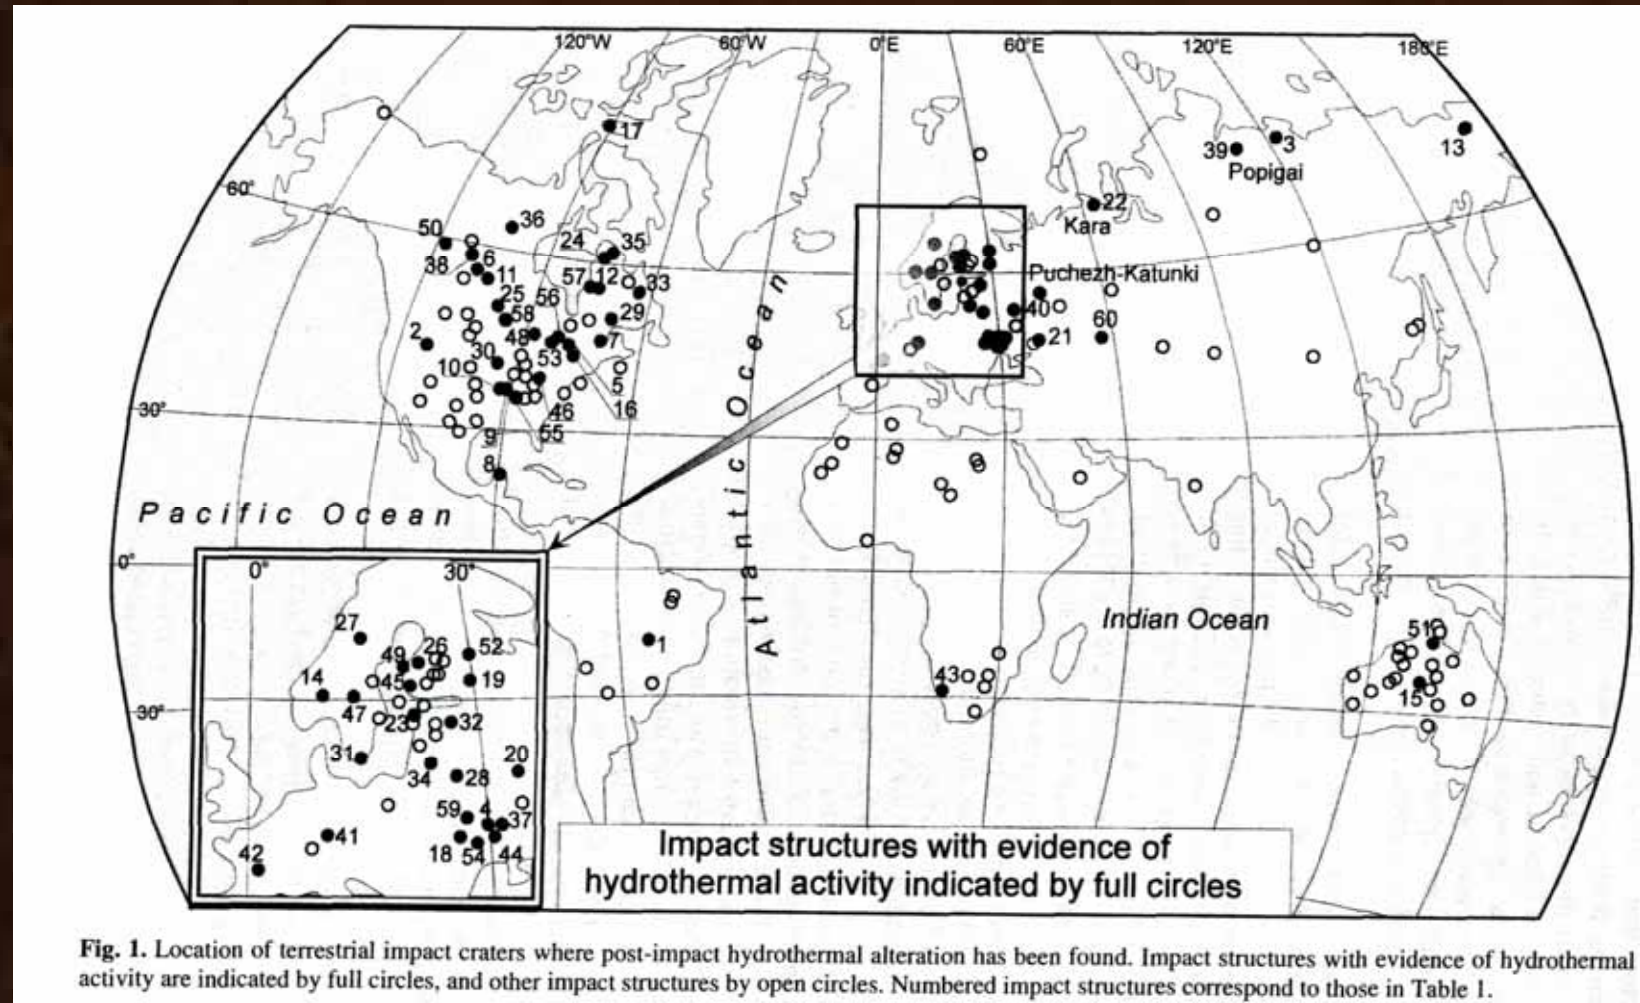 120°W 60°W 0°E 60°E 120°E 180°E
17
39 3 13
Popigai
60°
22
Kara
50 36 24 35
38 6 11 57 12 33
Puchezh-Katunki
25 56 29
58 40 60
2 48 7 21
30 53
10 5
46 16
30° 9 55
8
Pacific Ocean
Atlantic Ocean
0°
Indian Ocean
1 43 51
15
30°
0° 30°
27 26 52
49
14 45 19
47 23 32
31 34 28 20
59 4 37
41
42 18 54 44
Impact structures with evidence of
hydrothermal activity indicated by full circles
Fig. 1. Location of terrestrial impact craters where post-impact hydrothermal alteration has been found. Impact structures with evidence of hydrothermal
activity are indicated by full circles, and other impact structures by open circles. Numbered impact structures correspond to those in Table 1.